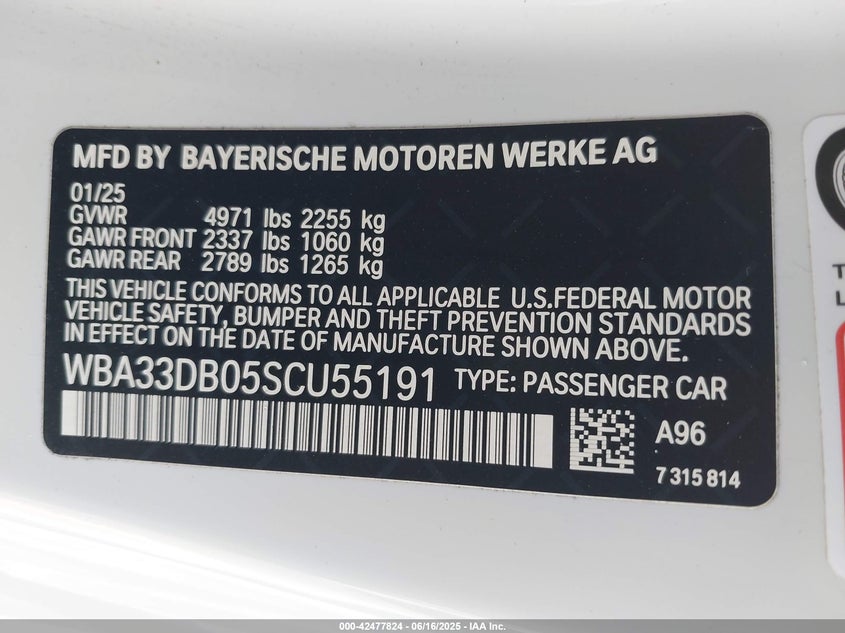 MFD BY BAYERISCHE MOTOREN WERKE AG
01/25
GVWR 4971 lbs 2255 kg
GAWR FRONT 2337 lbs 1060 kg
GAWR REAR 2789 lbs 1265 kg
THIS VEHICLE CONFORMS TO ALL APPLICABLE U.S.FEDERAL MOTOR
VEHICLE SAFETY, BUMPER AND THEFT PREVENTION STANDARDS
IN EFFECT ON THE DATE OF MANUFACTURE SHOWN ABOVE.
WBA33DB05SCU55191 TYPE: PASSENGER CAR
A96
7 315 814
000-42477824 - 06/16/2025 - IAA Inc.